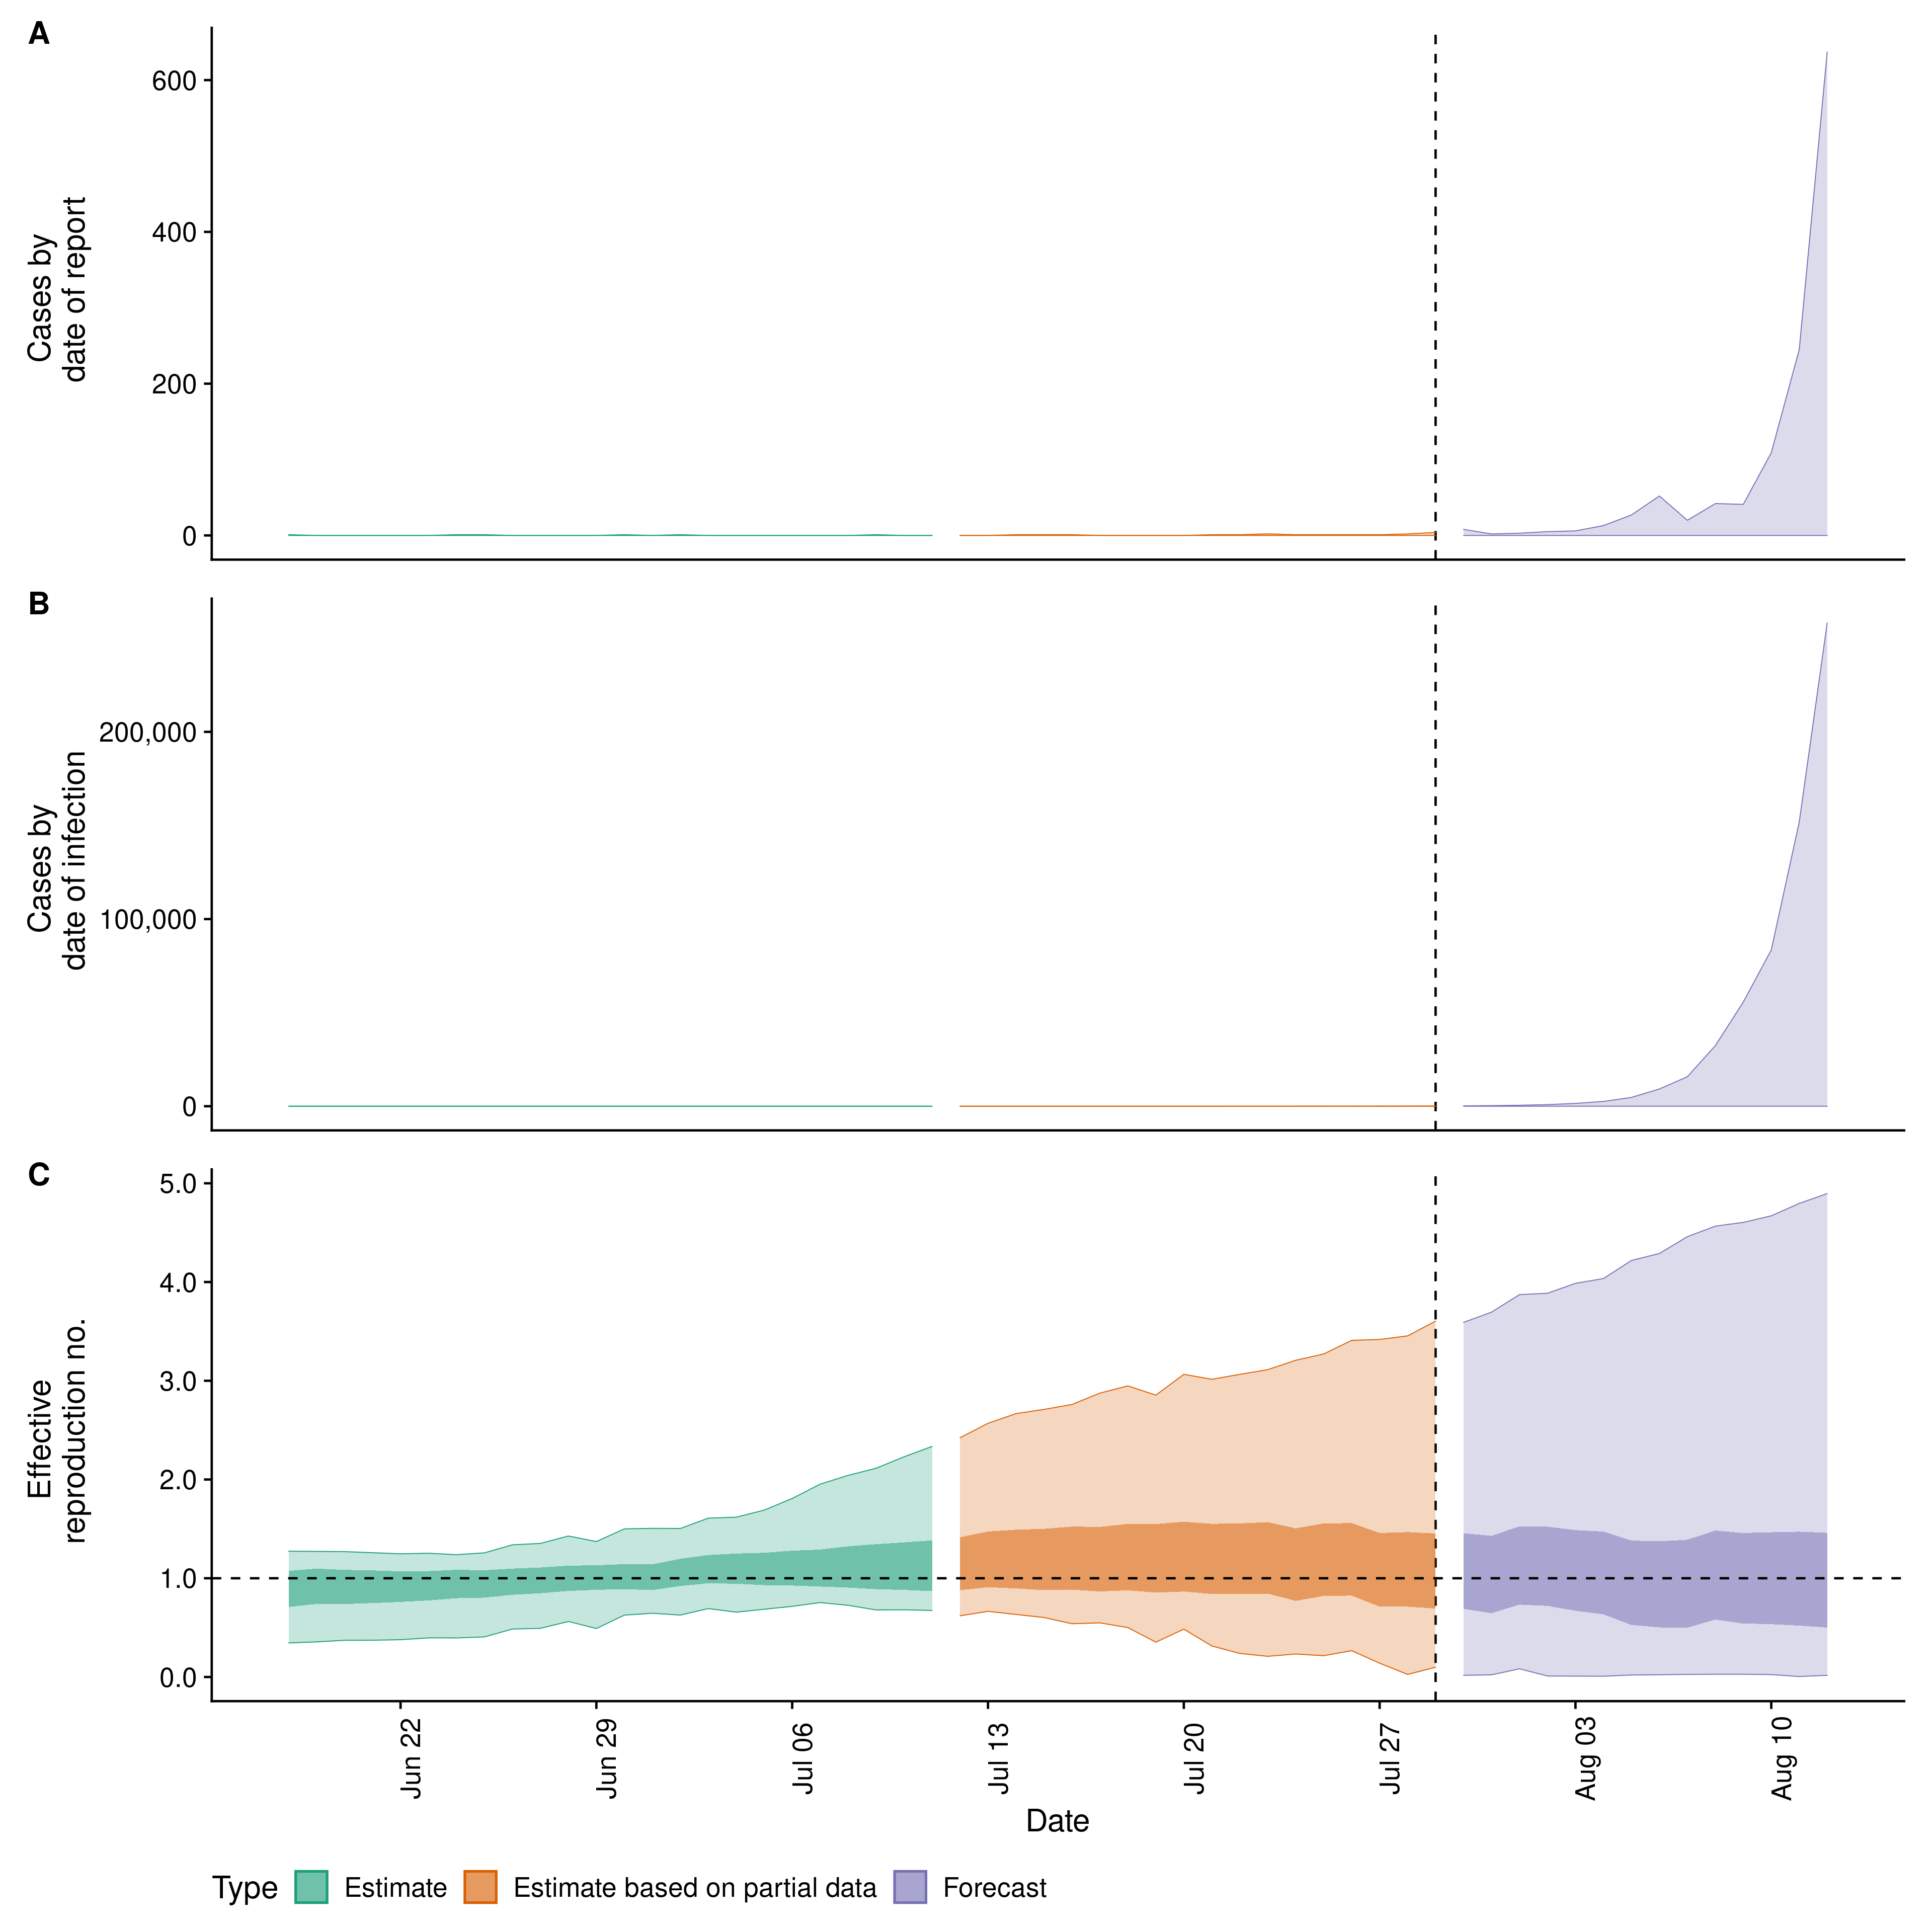 A
600
400
200
0
Cases by
date of report
B
200,000
100,000
0
Cases by
date of infection
C
5.0
4.0
3.0
2.0
1.0
0.0
Effective
reproduction no.
Jun 22
Jun 29
Jul 06
Jul 13
Jul 20
Jul 27
Aug 03
Aug 10
Date
Type Estimate Estimate based on partial data Forecast